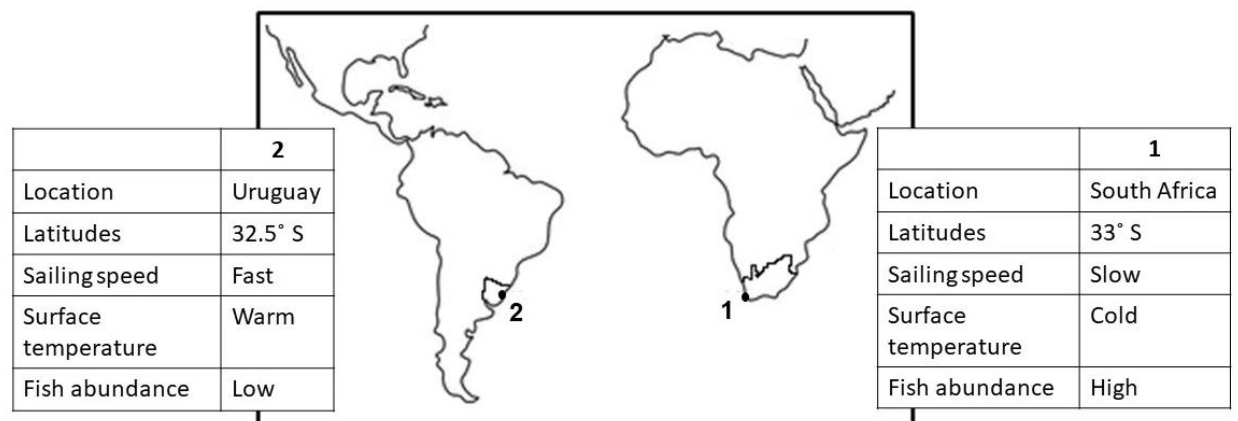 2
Location Uruguay
Latitudes 32.5˚ S
Sailing speed Fast
Surface Warm
temperature
Fish abundance Low
2
1
1
Location South Africa
Latitudes 33˚ S
Sailing speed Slow
Surface Cold
temperature
Fish abundance High